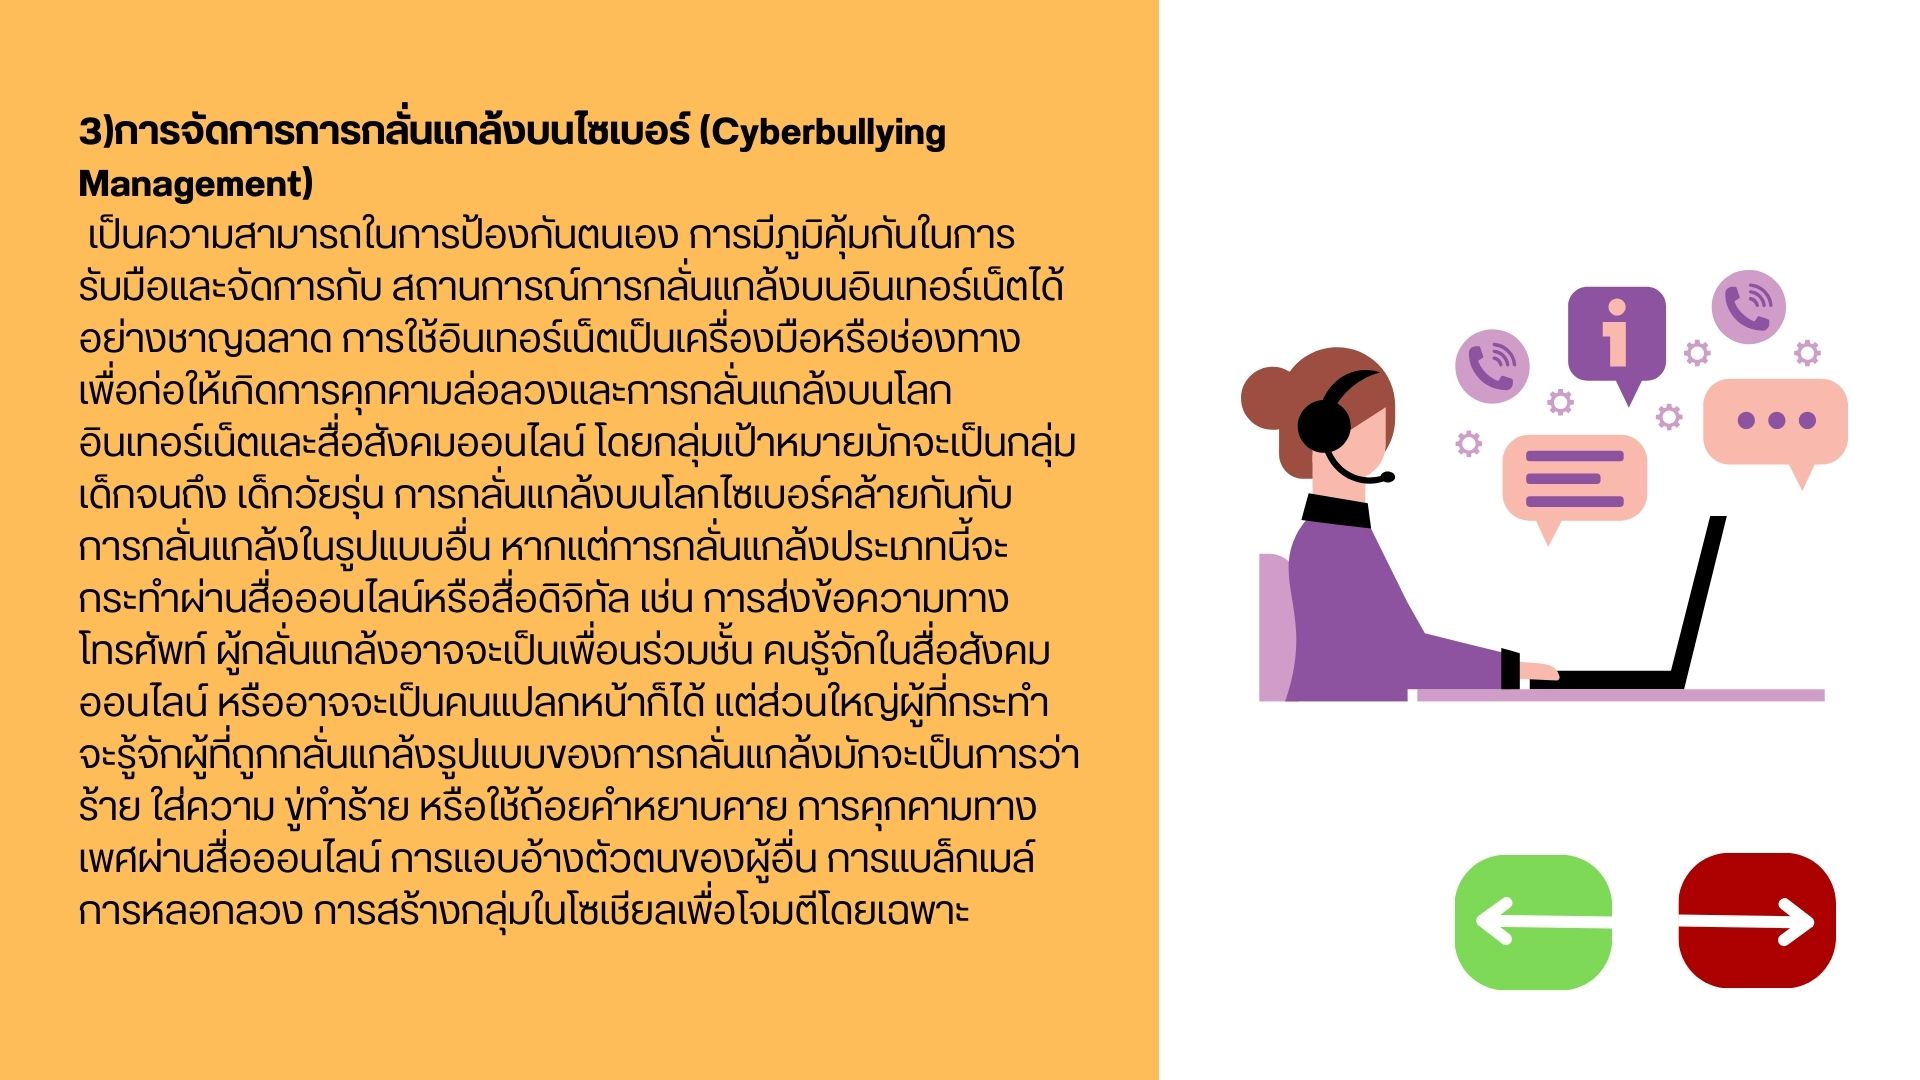 3)การจัดการการกลั่นแกล้งบนไซเบอร์ (Cyberbullying
Management)
เป็นความสามารถในการป้องกันตนเอง การมีภูมิคุ้มกันในการ
รับมือและจัดการกับ สถานการณ์การกลั่นแกล้งบนอินเทอร์เน็ตได้
อย่างชาญฉลาด การใช้อินเทอร์เน็ตเป็นเครื่องมือหรือช่องทาง
เพื่อก่อให้เกิดการคุกคามล่อลวงและการกลั่นแกล้งบนโลก
อินเทอร์เน็ตและสื่อสังคมออนไลน์ โดยกลุ่มเป้าหมายมักจะเป็นกลุ่ม
เด็กจนถึง เด็กวัยรุ่น การกลั่นแกล้งบนโลกไซเบอร์คล้ายกันกับ
การกลั่นแกล้งในรูปแบบอื่น หากแต่การกลั่นแกล้งประเภทนี้จะ
กระทำผ่านสื่อออนไลน์หรือสื่อดิจิทัล เช่น การส่งข้อความทาง
โทรศัพท์ ผู้กลั่นแกล้งอาจจะเป็นเพื่อนร่วมชั้น คนรู้จักในสื่อสังคม
ออนไลน์ หรืออาจจะเป็นคนแปลกหน้าก็ได้ แต่ส่วนใหญ่ผู้ที่กระทำ
จะรู้จักผู้ที่ถูกกลั่นแกล้งรูปแบบของการกลั่นแกล้งมักจะเป็นการว่า
ร้าย ใส่ความ ขู่ทำร้าย หรือใช้ถ้อยคำหยาบคาย การคุกคามทาง
เพศผ่านสื่อออนไลน์ การแอบอ้างตัวตนของผู้อื่น การแบล็กเมล์
การหลอกลวง การสร้างกลุ่มในโซเชียลเพื่อโจมตีโดยเฉพาะ